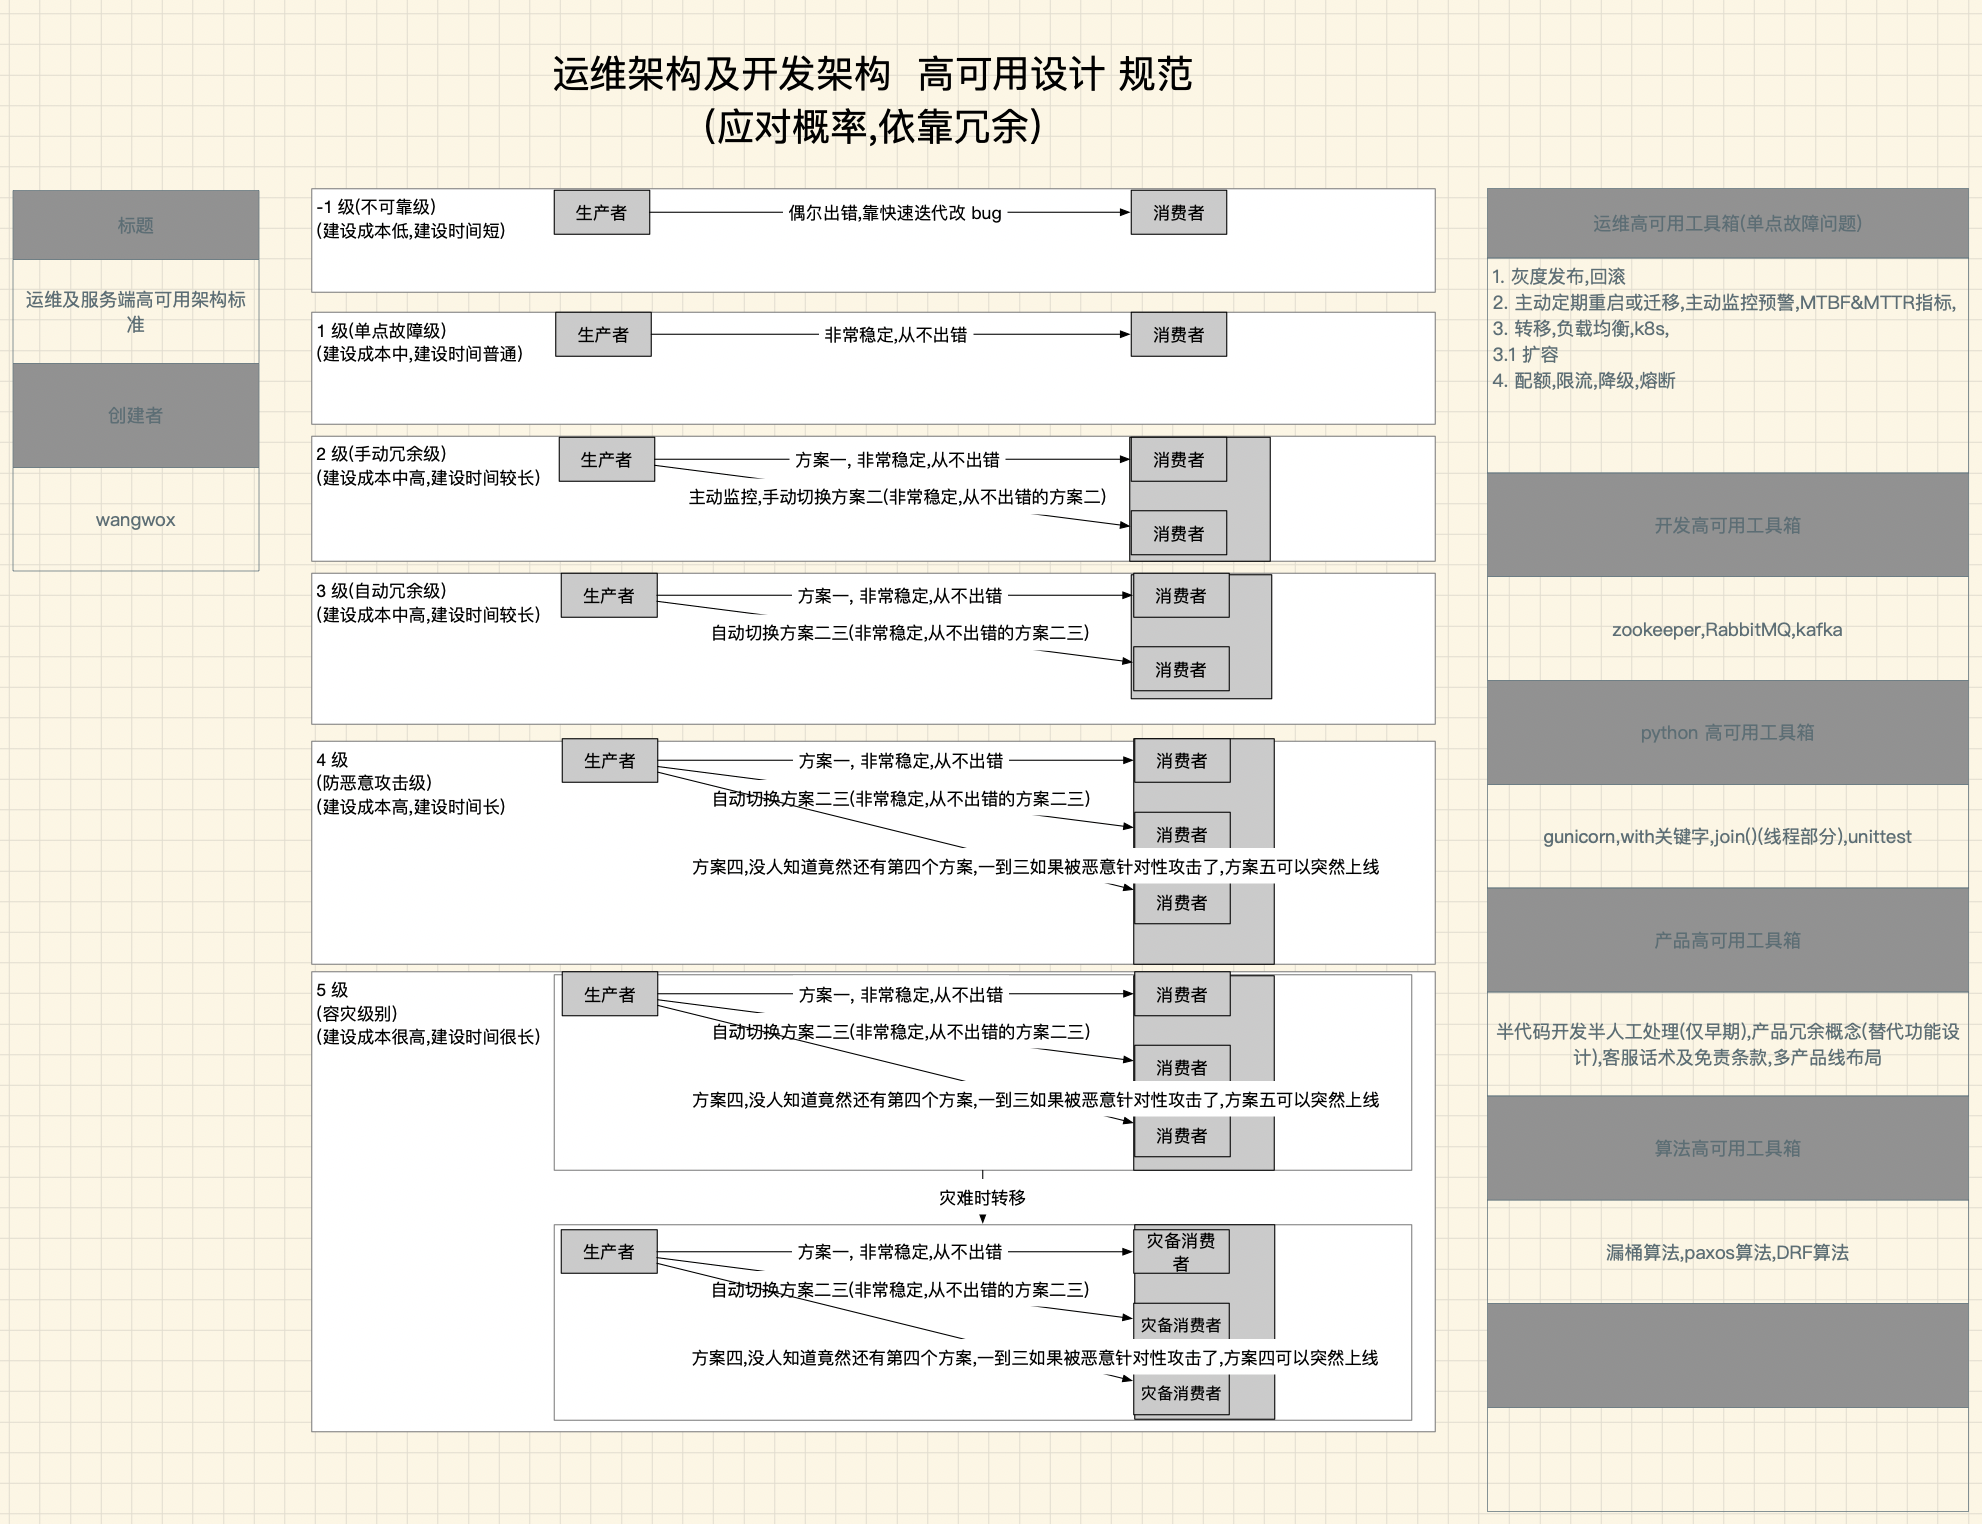 运维架构及开发架构 高可用设计 规范
(应对概率,依靠冗余)
标题
运维及服务端高可用架构标
准
创建者
wangwox
-1 级(不可靠级)
(建设成本低,建设时间短)
生产者
偶尔出错,靠快速迭代改 bug
消费者
1 级(单点故障级)
(建设成本中,建设时间普通)
生产者
非常稳定,从不出错
消费者
2 级(手动冗余级)
(建设成本中高,建设时间较长)
生产者
方案一, 非常稳定,从不出错
消费者
主动监控,手动切换方案二(非常稳定,从不出错的方案二)
消费者
3 级(自动冗余级)
(建设成本中高,建设时间较长)
生产者
方案一, 非常稳定,从不出错
消费者
自动切换方案二三(非常稳定,从不出错的方案二三)
消费者
4 级
(防恶意攻击级)
(建设成本高,建设时间长)
生产者
方案一, 非常稳定,从不出错
消费者
自动切换方案二三(非常稳定,从不出错的方案二三)
消费者
方案四,没人知道竟然还有第四个方案,一到三如果被恶意针对性攻击了,方案五可以突然上线
消费者
5 级
(容灾级别)
(建设成本很高,建设时间很长)
生产者
方案一, 非常稳定,从不出错
消费者
自动切换方案二三(非常稳定,从不出错的方案二三)
消费者
方案四,没人知道竟然还有第四个方案,一到三如果被恶意针对性攻击了,方案五可以突然上线
消费者
灾难时转移
生产者
方案一, 非常稳定,从不出错
灾备消费
者
自动切换方案二三(非常稳定,从不出错的方案二三)
灾备消费者
方案四,没人知道竟然还有第四个方案,一到三如果被恶意针对性攻击了,方案四可以突然上线
灾备消费者
运维高可用工具箱(单点故障问题)
1. 灰度发布,回滚
2. 主动定期重启或迁移,主动监控预警,MTBF&MTTR指标,
3. 转移,负载均衡,k8s,
3.1 扩容
4. 配额,限流,降级,熔断
开发高可用工具箱
zookeeper,RabbitMQ,kafka
python 高可用工具箱
gunicorn,with关键字,join()(线程部分),unittest
产品高可用工具箱
半代码开发半人工处理(仅早期),产品冗余概念(替代功能设
计),客服话术及免责条款,多产品线布局
算法高可用工具箱
漏桶算法,paxos算法,DRF算法